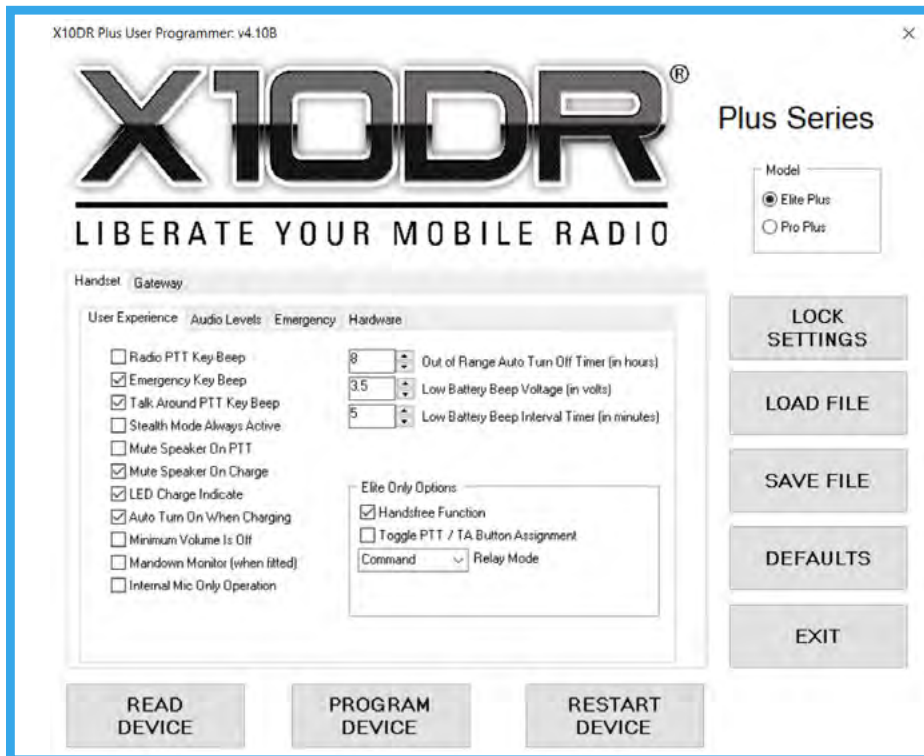 X10DR Plus User Programmer: v4.10B
X10DR®
LIBERATE YOUR MOBILE RADIO
Plus Series
Model
Elite Plus
Pro Plus
Handset Gateway
User Experience Audio Levels Emergency Hardware
Radio PTT Key Beep
Emergency Key Beep
Talk Around PTT Key Beep
Stealth Mode Always Active
Mute Speaker On PTT
Mute Speaker On Charge
LED Charge Indicate
Auto Turn On When Charging
Minimum Volume Is Off
Mandown Monitor (when fitted)
Internal Mic Only Operation
8 Out of Range Auto Turn Off Timer (in hours)
3.5 Low Battery Beep Voltage (in volts)
5 Low Battery Beep Interval Timer (in minutes)
Elite Only Options
Handsfree Function
Toggle PTT / TA Button Assignment
Command Relay Mode
LOCK
SETTINGS
LOAD FILE
SAVE FILE
DEFAULTS
EXIT
READ
DEVICE
PROGRAM
DEVICE
RESTART
DEVICE